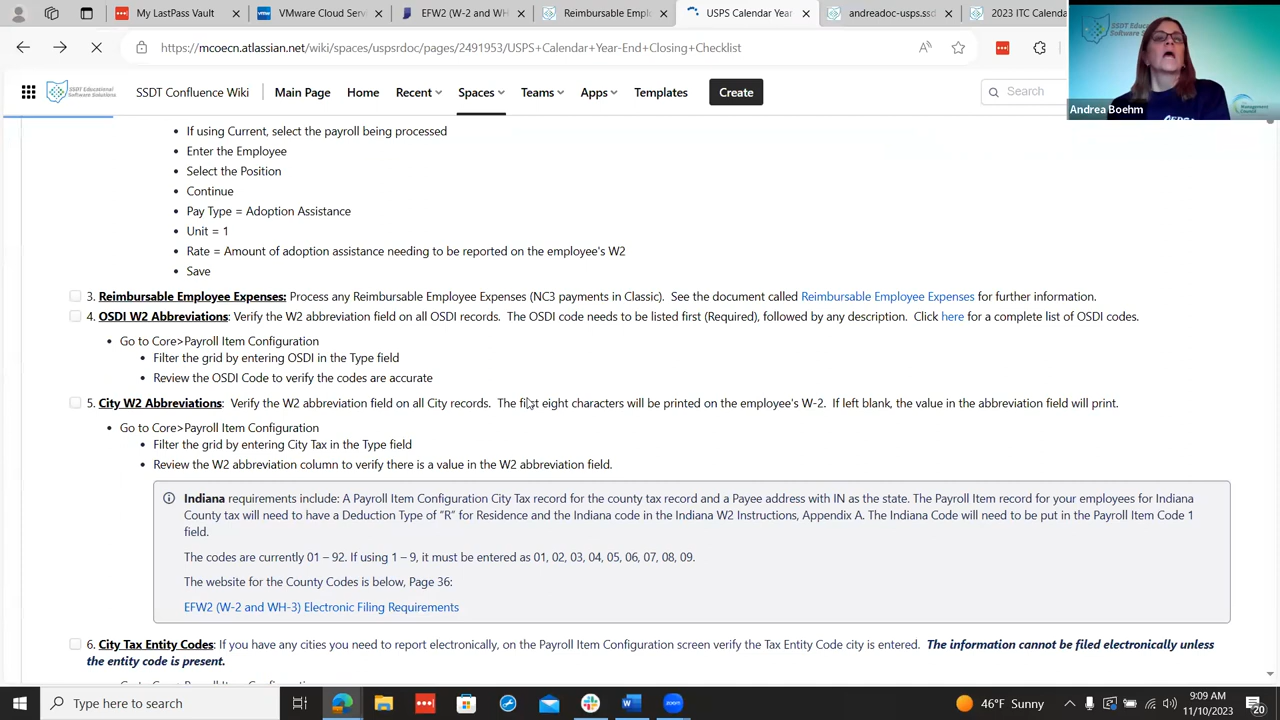 My LastPass Vault
VMware Cloud Serv
EFW2 (W-2 and WH-
Reimbursable Emplo
USPS Calendar Year
andreadoc-usps.ssd
2023 ITC Calenda
https://mcoecn.atlassian.net/wiki/spaces/uspsrdoc/pages/2491953/USPS+Calendar+Year-End+Closing+Checklist
SSDT Educational Software Solutions
SSDT Confluence Wiki
Main Page
Home
Recent
Spaces
Teams
Apps
Templates
Create
Search
Andrea Boehm
• If using Current, select the payroll being processed
• Enter the Employee
• Select the Position
• Continue
• Pay Type = Adoption Assistance
• Unit = 1
• Rate = Amount of adoption assistance needing to be reported on the employee's W2
• Save
3. Reimbursable Employee Expenses: Process any Reimbursable Employee Expenses (NC3 payments in Classic). See the document called Reimbursable Employee Expenses for further information.
4. OSDI W2 Abbreviations: Verify the W2 abbreviation field on all OSDI records. The OSDI code needs to be listed first (Required), followed by any description. Click here for a complete list of OSDI codes.
• Go to Core>Payroll Item Configuration
• Filter the grid by entering OSDI in the Type field
• Review the OSDI Code to verify the codes are accurate
5. City W2 Abbreviations: Verify the W2 abbreviation field on all City records. The first eight characters will be printed on the employee's W-2. If left blank, the value in the abbreviation field will print.
• Go to Core>Payroll Item Configuration
• Filter the grid by entering City Tax in the Type field
• Review the W2 abbreviation column to verify there is a value in the W2 abbreviation field.
Indiana requirements include: A Payroll Item Configuration City Tax record for the county tax record and a Payee address with IN as the state. The Payroll Item record for your employees for Indiana
County tax will need to have a Deduction Type of "R" for Residence and the Indiana code in the Indiana W2 Instructions, Appendix A. The Indiana Code will need to be put in the Payroll Item Code 1
field.
The codes are currently 01 – 92. If using 1 – 9, it must be entered as 01, 02, 03, 04, 05, 06, 07, 08, 09.
The website for the County Codes is below, Page 36:
EFW2 (W-2 and WH-3) Electronic Filing Requirements
6. City Tax Entity Codes: If you have any cities you need to report electronically, on the Payroll Item Configuration screen verify the Tax Entity Code city is entered. The information cannot be filed electronically unless
the entity code is present.
Type here to search
46°F Sunny
9:09 AM
11/10/2023
20